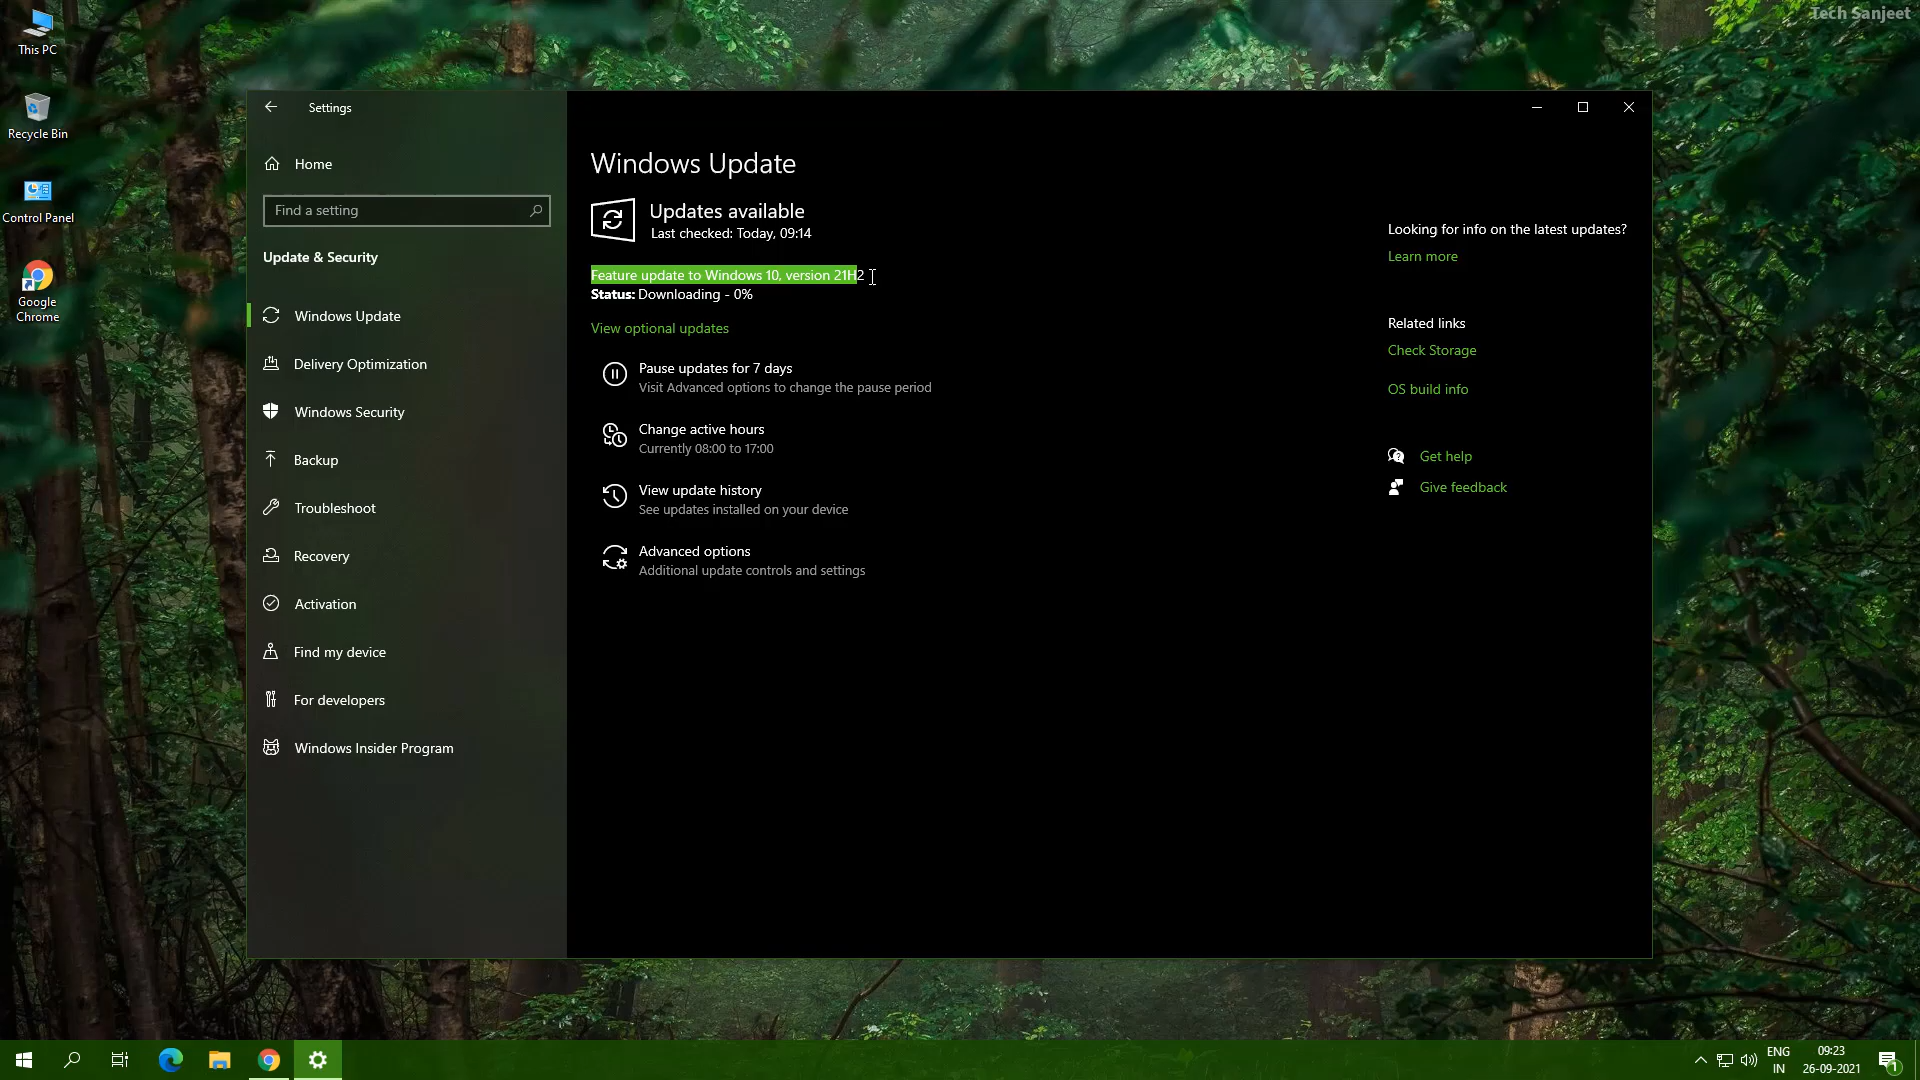 Tech Sanjeet
This PC
Recycle Bin
Control Panel
Google
Chrome
Settings
Home
Find a setting
Update & Security
Windows Update
Delivery Optimization
Windows Security
Backup
Troubleshoot
Recovery
Activation
Find my device
For developers
Windows Insider Program
Windows Update
Updates available
Last checked: Today, 09:14
Feature update to Windows 10, version 21H2
Status: Downloading - 0%
View optional updates
Pause updates for 7 days
Visit Advanced options to change the pause period
Change active hours
Currently 08:00 to 17:00
View update history
See updates installed on your device
Advanced options
Additional update controls and settings
Looking for info on the latest updates?
Learn more
Related links
Check Storage
OS build info
Get help
Give feedback
ENG
IN
09:23
26-09-2021
1